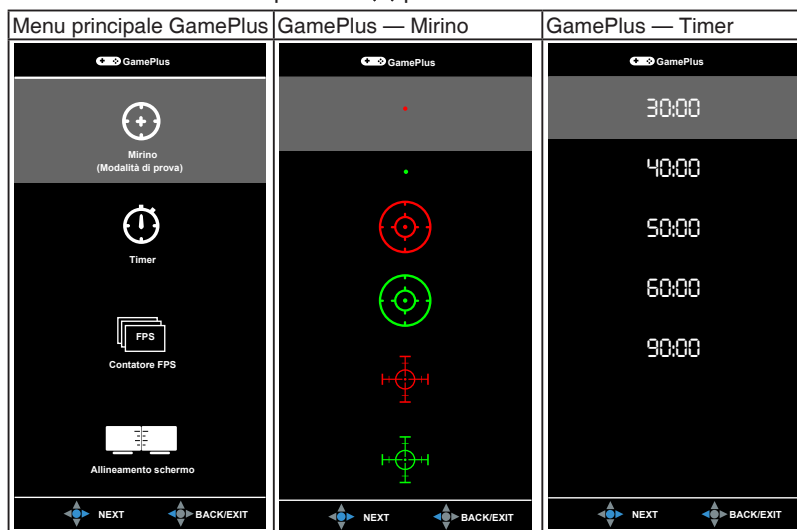 Menu principale GamePlus
GamePlus — Mirino
GamePlus — Timer
GamePlus
Mirino
(Modalità di prova)
Timer
FPS
Contatore FPS
Allineamento schermo
NEXT BACK/EXIT
GamePlus
NEXT BACK/EXIT
GamePlus
30:00
40:00
50:00
60:00
90:00
NEXT BACK/EXIT